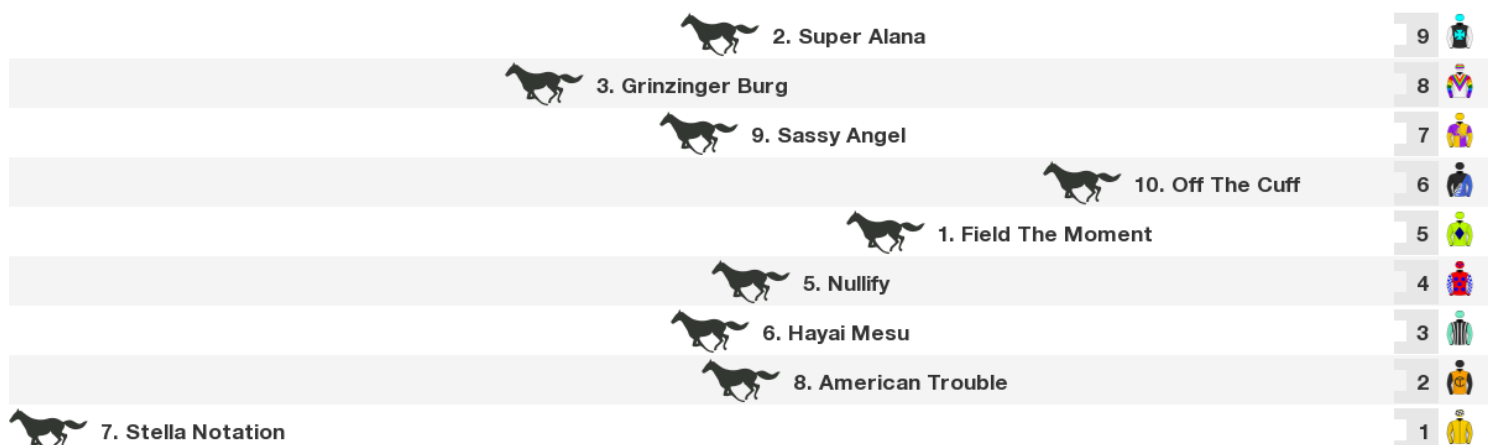 2. Super Alana 9
3. Grinzinger Burg 8
9. Sassy Angel 7
10. Off The Cuff 6
1. Field The Moment 5
5. Nullify 4
6. Hayai Mesu 3
8. American Trouble 2
7. Stella Notation 1